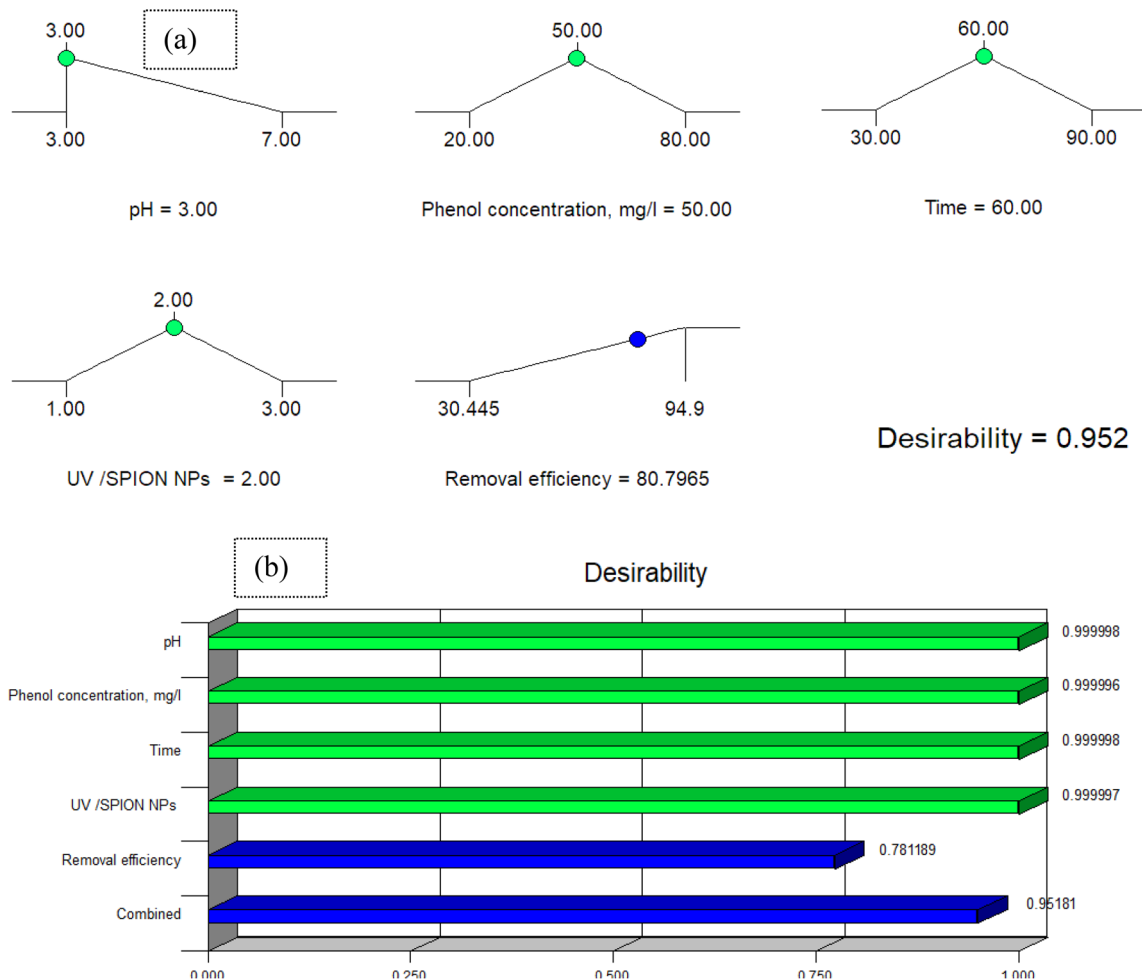 (a)
3.00
3.00 7.00
pH = 3.00
50.00
20.00 80.00
Phenol concentration, mg/l = 50.00
60.00
30.00 90.00
Time = 60.00
2.00
1.00 3.00
UV /SPION NPs = 2.00
30.445 94.9
Removal efficiency = 80.7965
Desirability = 0.952
(b)
Desirability
pH 0.999998
Phenol concentration, mg/l 0.999996
Time 0.999998
UV /SPION NPs 0.999997
Removal efficiency 0.781189
Combined 0.95181
0.000 0.250 0.500 0.750 1.000